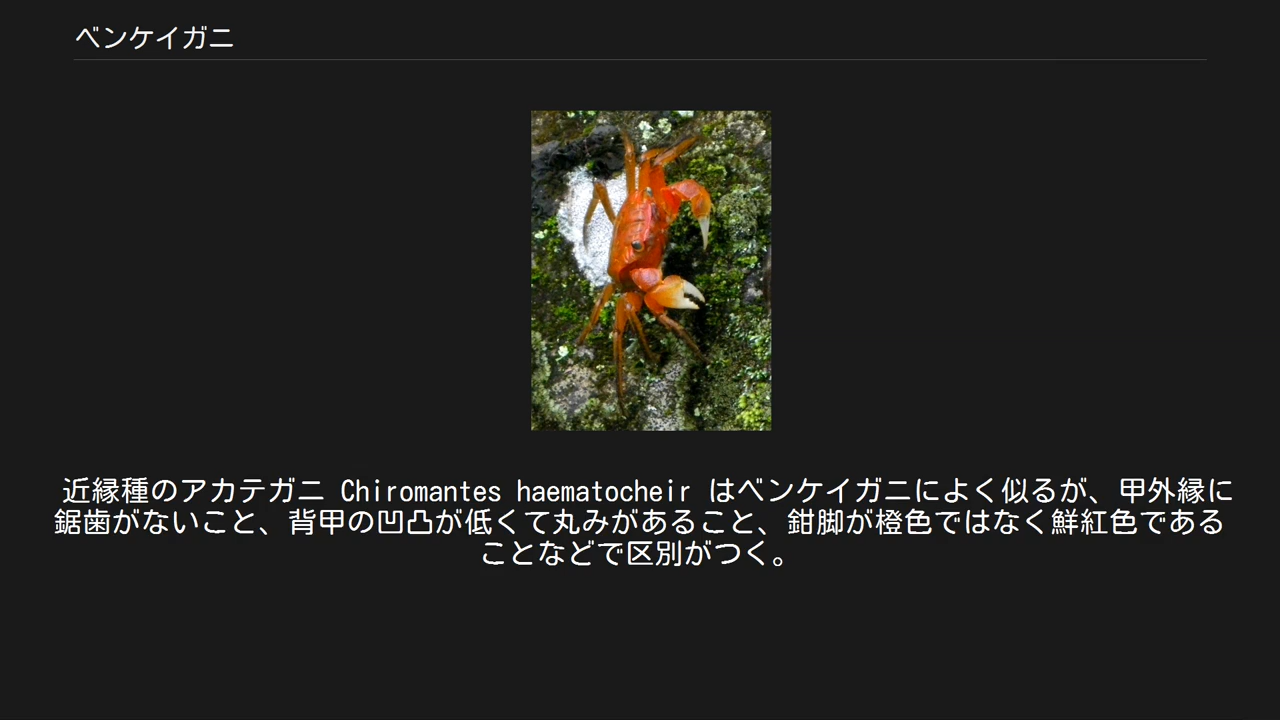 ベンケイガニ
近縁種のアカテガニ Chiromantes haematocheir はベンケイガニによく似るが、甲外縁に
鋸歯がないこと、背甲の凹凸が低くて丸みがあること、鉗脚が橙色ではなく鮮紅色である
ことなどで区別がつく。